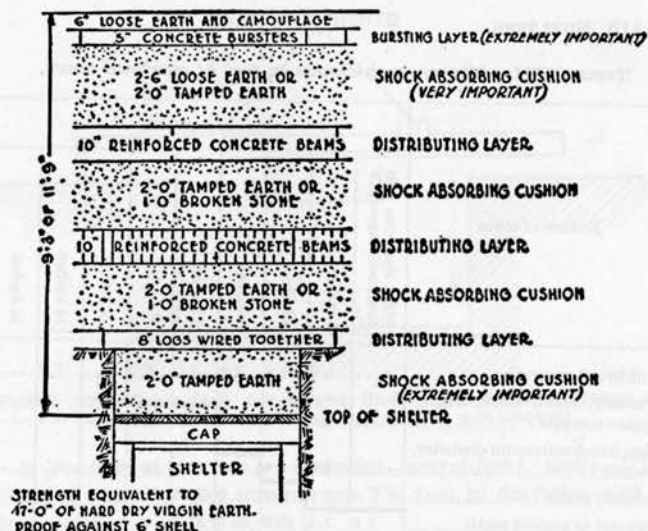 6" LOOSE EARTH AND CAMOUFLAGE
5" CONCRETE BURSTERS
BURSTING LAYER (EXTREMELY IMPORTANT)
2'-6" LOOSE EARTH OR
2'-0" TAMPED EARTH
SHOCK ABSORBING CUSHION
(VERY IMPORTANT)
10" REINFORCED CONCRETE BEAMS
DISTRIBUTING LAYER
2'-0" TAMPED EARTH OR
1'-0" BROKEN STONE
SHOCK ABSORBING CUSHION
9'-3" OR 11'-9"
10" REINFORCED CONCRETE BEAMS
DISTRIBUTING LAYER
2'-0" TAMPED EARTH OR
1'-0" BROKEN STONE
SHOCK ABSORBING CUSHION
8" LOGS WIRED TOGETHER
DISTRIBUTING LAYER
2'-0" TAMPED EARTH
SHOCK ABSORBING CUSHION
(EXTREMELY IMPORTANT)
TOP OF SHELTER
CAP
SHELTER
STRENGTH EQUIVALENT TO
17'-0" OF HARD DRY VIRGIN EARTH.
PROOF AGAINST 6" SHELL